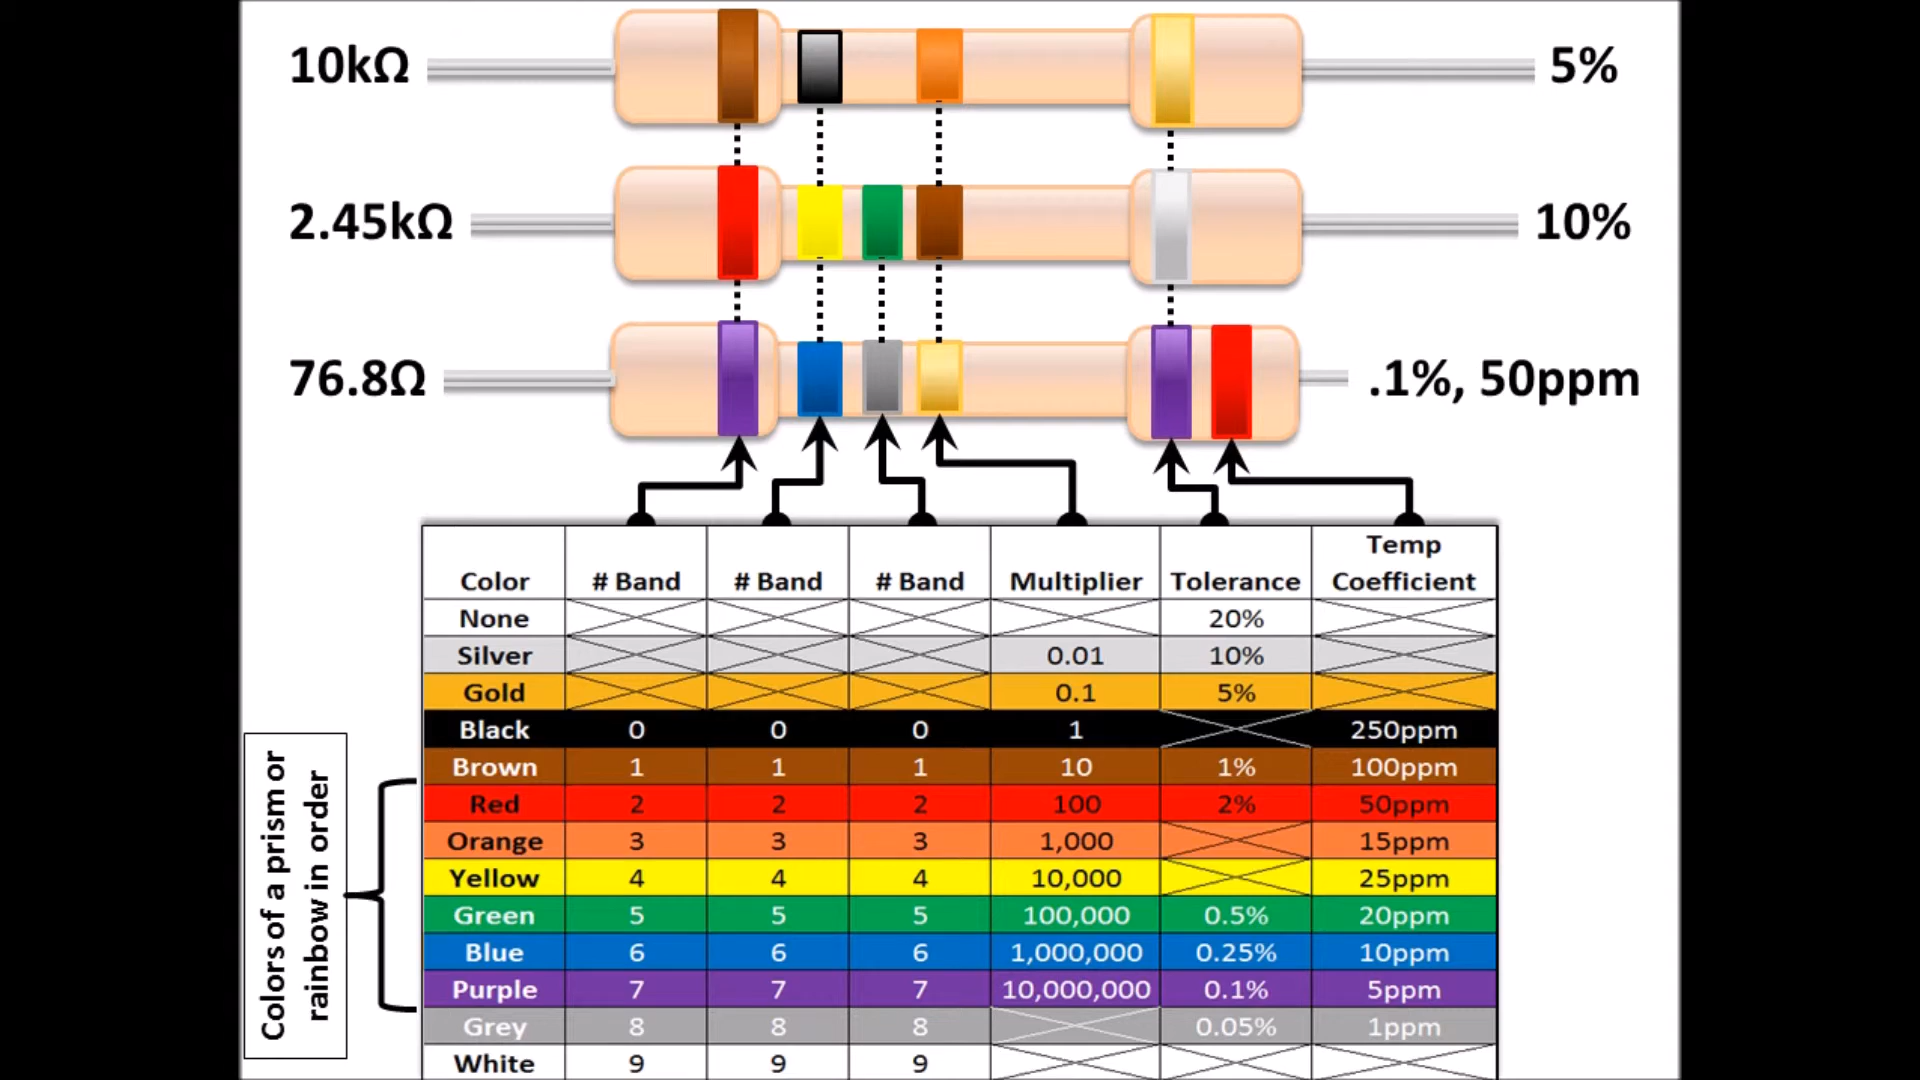 10kΩ 5%
2.45kΩ 10%
76.8Ω .1%, 50ppm
Temp
Color # Band # Band # Band Multiplier Tolerance Coefficient
None 20%
Silver 0.01 10%
Gold 0.1 5%
Black 0 0 0 1 250ppm
Brown 1 1 1 10 1% 100ppm
Red 2 2 2 100 2% 50ppm
Orange 3 3 3 1,000 15ppm
Yellow 4 4 4 10,000 25ppm
Green 5 5 5 100,000 0.5% 20ppm
Blue 6 6 6 1,000,000 0.25% 10ppm
Purple 7 7 7 10,000,000 0.1% 5ppm
Grey 8 8 8 0.05% 1ppm
White 9 9 9
Colors of a prism or
rainbow in order